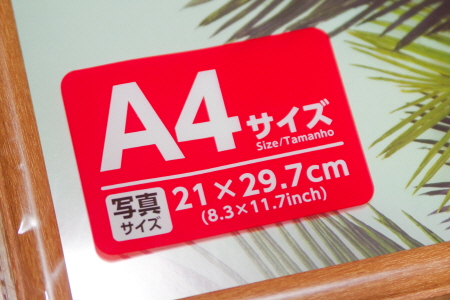 A4サイズ
Size/Tamanho
写真
サイズ
21×29.7cm
(8.3×11.7inch)